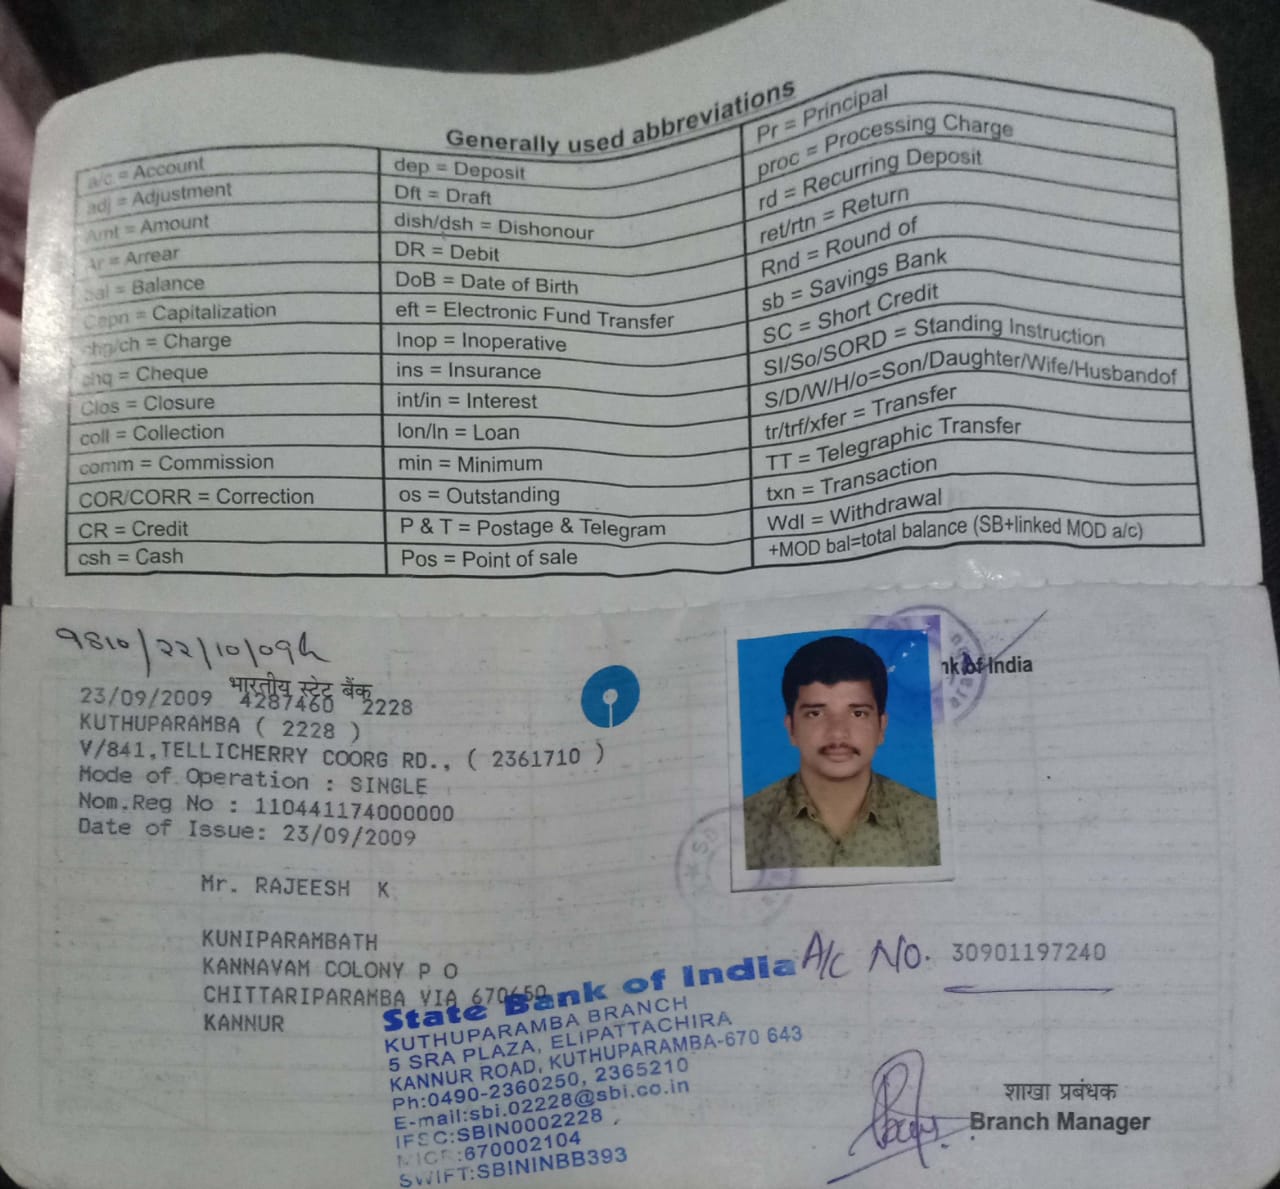 Generally used abbreviations
a/c = Account
adj = Adjustment
Amt = Amount
Ar = Arrear
bal = Balance
Capn = Capitalization
chg/ch = Charge
chq = Cheque
Clos = Closure
coll = Collection
comm = Commission
COR/CORR = Correction
CR = Credit
csh = Cash
dep = Deposit
Dft = Draft
dish/dsh = Dishonour
DR = Debit
DoB = Date of Birth
eft = Electronic Fund Transfer
Inop = Inoperative
ins = Insurance
int/in = Interest
lon/ln = Loan
min = Minimum
os = Outstanding
P & T = Postage & Telegram
Pos = Point of sale
Pr = Principal
proc = Processing Charge
rd = Recurring Deposit
ret/rtn = Return
Rnd = Round of
sb = Savings Bank
SC = Short Credit
SI/So/SORD = Standing Instruction
S/D/W/H/o=Son/Daughter/Wife/Husbandof
tr/trf/xfer = Transfer
TT = Telegraphic Transfer
txn = Transaction
Wdl = Withdrawal
+MOD bal=total balance (SB+linked MOD a/c)
9810/22/10/09
भारतीय स्टेट बैंक
nk of India
23/09/2009 4287460 2228
KUTHUPARAMBA ( 2228 )
V/841,TELLICHERRY COORG RD., ( 2361710 )
Mode of Operation : SINGLE
Nom.Reg No : 110441174000000
Date of Issue: 23/09/2009
Mr. RAJEESH K
KUNIPARAMBATH
KANNAVAM COLONY P O
CHITTARIPARAMBA VIA 670650
KANNUR
A/c No. 30901197240
State Bank of India
KUTHUPARAMBA BRANCH
5 SRA PLAZA, ELIPATTACHIRA
KANNUR ROAD, KUTHUPARAMBA-670 643
Ph:0490-2360250, 2365210
E-mail:sbi.02228@sbi.co.in
IFSC:SBIN0002228
MICR:670002104
SWIFT:SBININBB393
शाखा प्रबंधक
Branch Manager